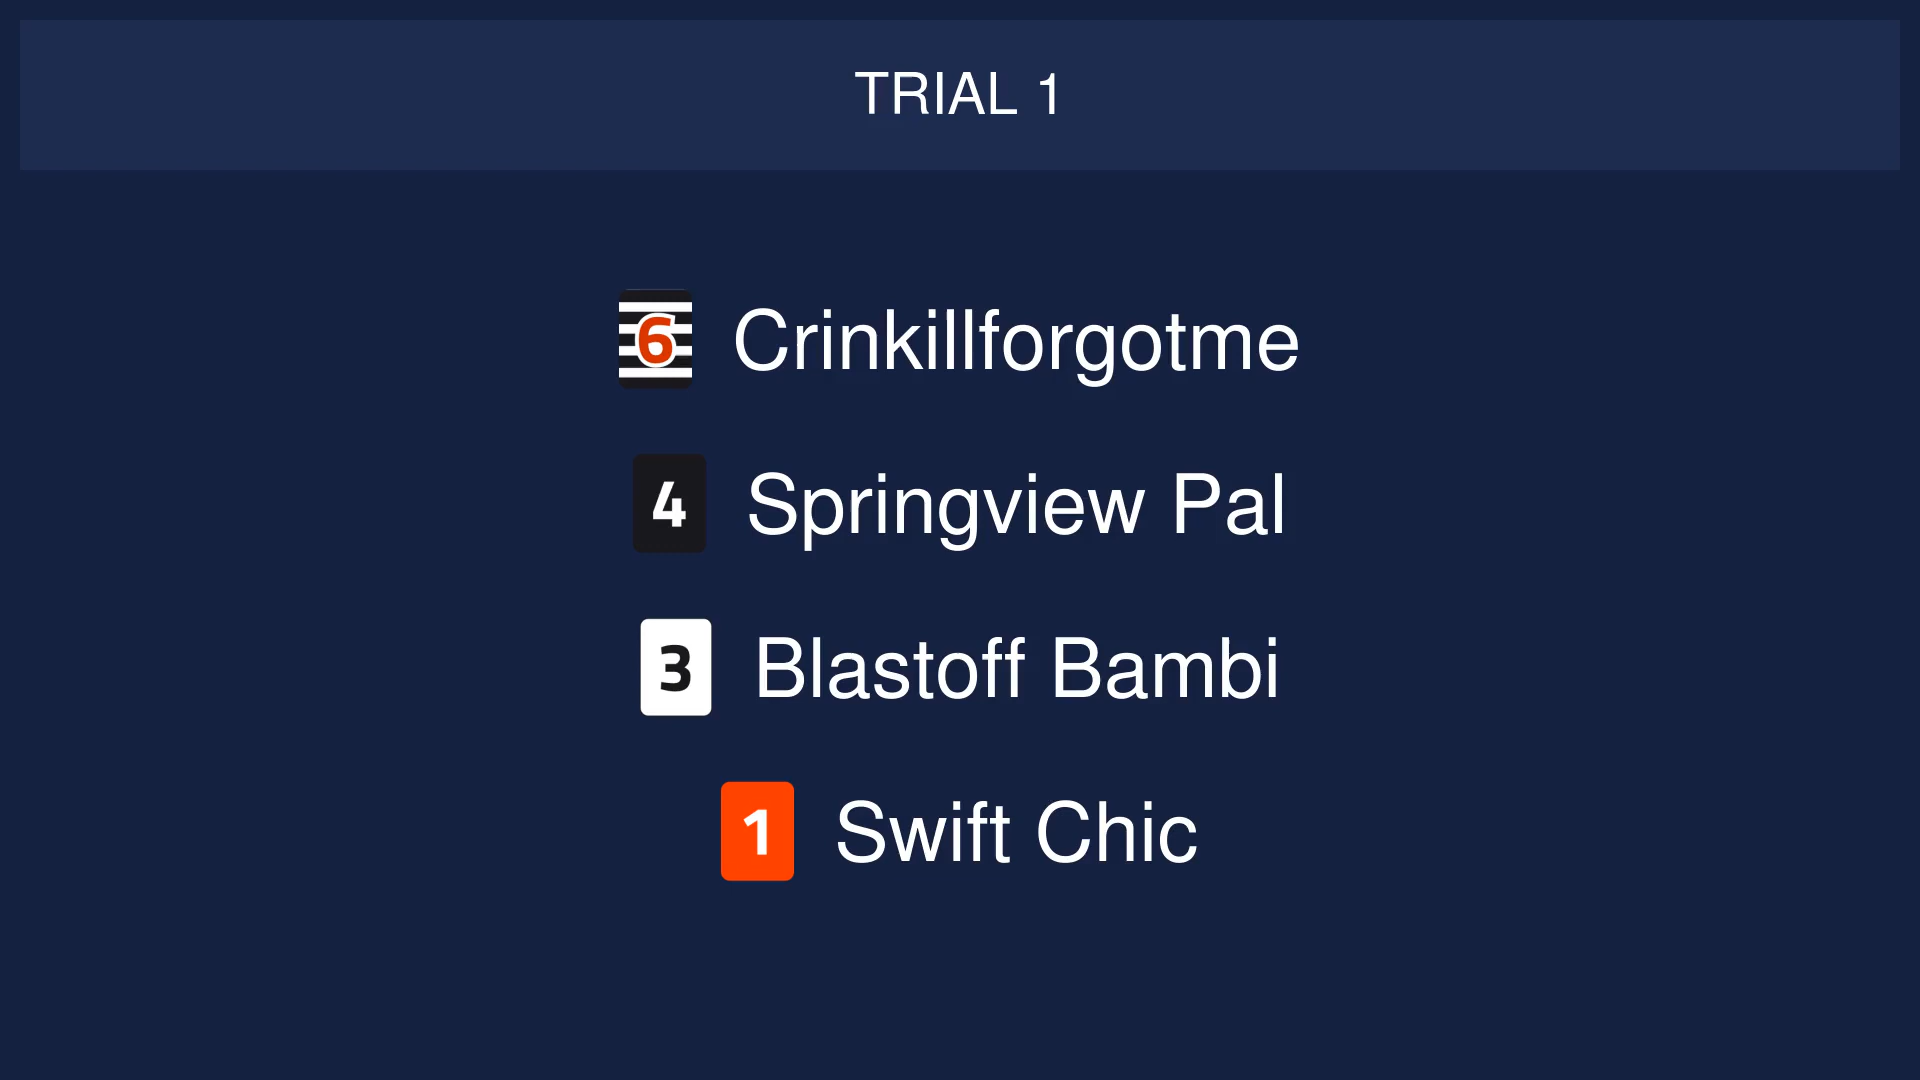 TRIAL 1
6 Crinkillforgotme
4 Springview Pal
3 Blastoff Bambi
1 Swift Chic